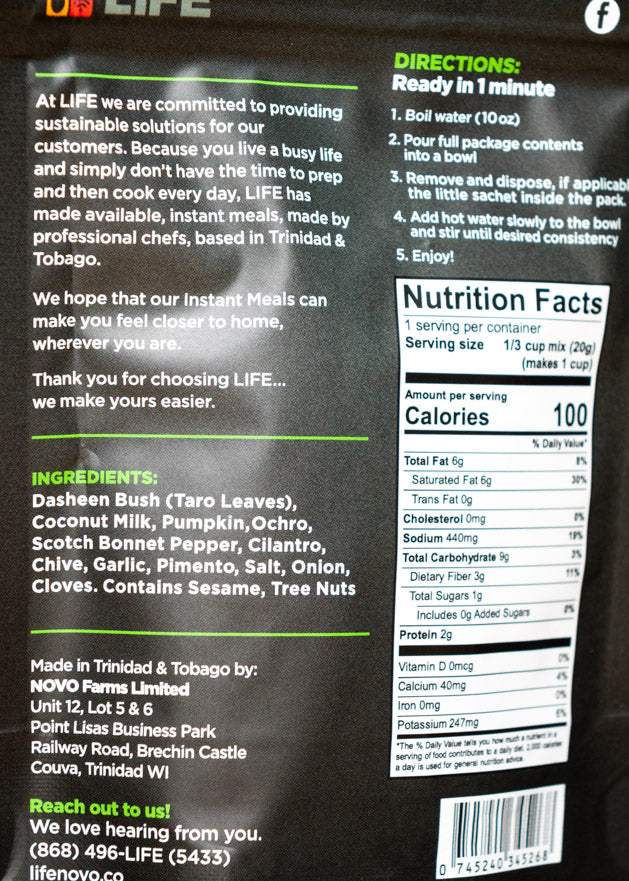 LIFE
f
At LIFE we are committed to providing
sustainable solutions for our
customers. Because you live a busy life
and simply don't have the time to prep
and then cook every day, LIFE has
made available, instant meals, made by
professional chefs, based in Trinidad &
Tobago.
We hope that our Instant Meals can
make you feel closer to home,
wherever you are.
Thank you for choosing LIFE...
we make yours easier.
INGREDIENTS:
Dasheen Bush (Taro Leaves),
Coconut Milk, Pumpkin, Ochro,
Scotch Bonnet Pepper, Cilantro,
Chive, Garlic, Pimento, Salt, Onion,
Cloves. Contains Sesame, Tree Nuts
Made in Trinidad & Tobago by:
NOVO Farms Limited
Unit 12, Lot 5 & 6
Point Lisas Business Park
Railway Road, Brechin Castle
Couva, Trinidad WI
Reach out to us!
We love hearing from you.
(868) 496-LIFE (5433)
lifenovo.co
DIRECTIONS:
Ready in 1 minute
1. Boil water (10oz)
2. Pour full package contents
into a bowl
3. Remove and dispose, if applicabl
the little sachet inside the pack.
4. Add hot water slowly to the bowl
and stir until desired consistency
5. Enjoy!
Nutrition Facts
1 serving per container
Serving size 1/3 cup mix (20g)
(makes 1 cup)
Amount per serving
Calories 100
% Daily Value*
Total Fat 6g 8%
Saturated Fat 6g 30%
Trans Fat 0g
Cholesterol 0mg 0%
Sodium 440mg 19%
Total Carbohydrate 9g 3%
Dietary Fiber 3g 11%
Total Sugars 1g
Includes 0g Added Sugars 0%
Protein 2g
Vitamin D 0mcg 0%
Calcium 40mg 4%
Iron 0mg 0%
Potassium 247mg 6%
*The % Daily Value tells you how much a nutrient in a
serving of food contributes to a daily diet. 2,000 calories
a day is used for general nutrition advice.
0 745240 345268